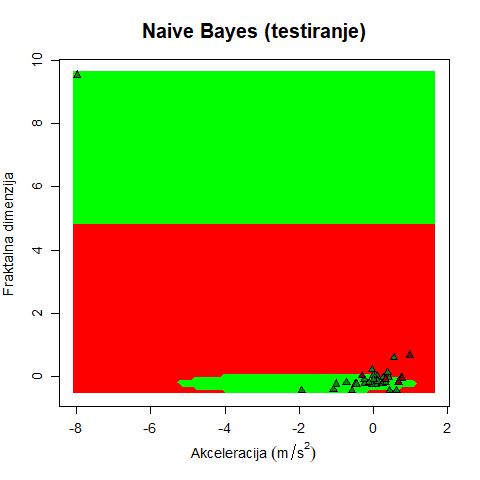 Naive Bayes (testiranje)
Fraktalna dimenzija
10
8
6
4
2
0
-8 -6 -4 -2 0 2
Akceleracija (m/s²)